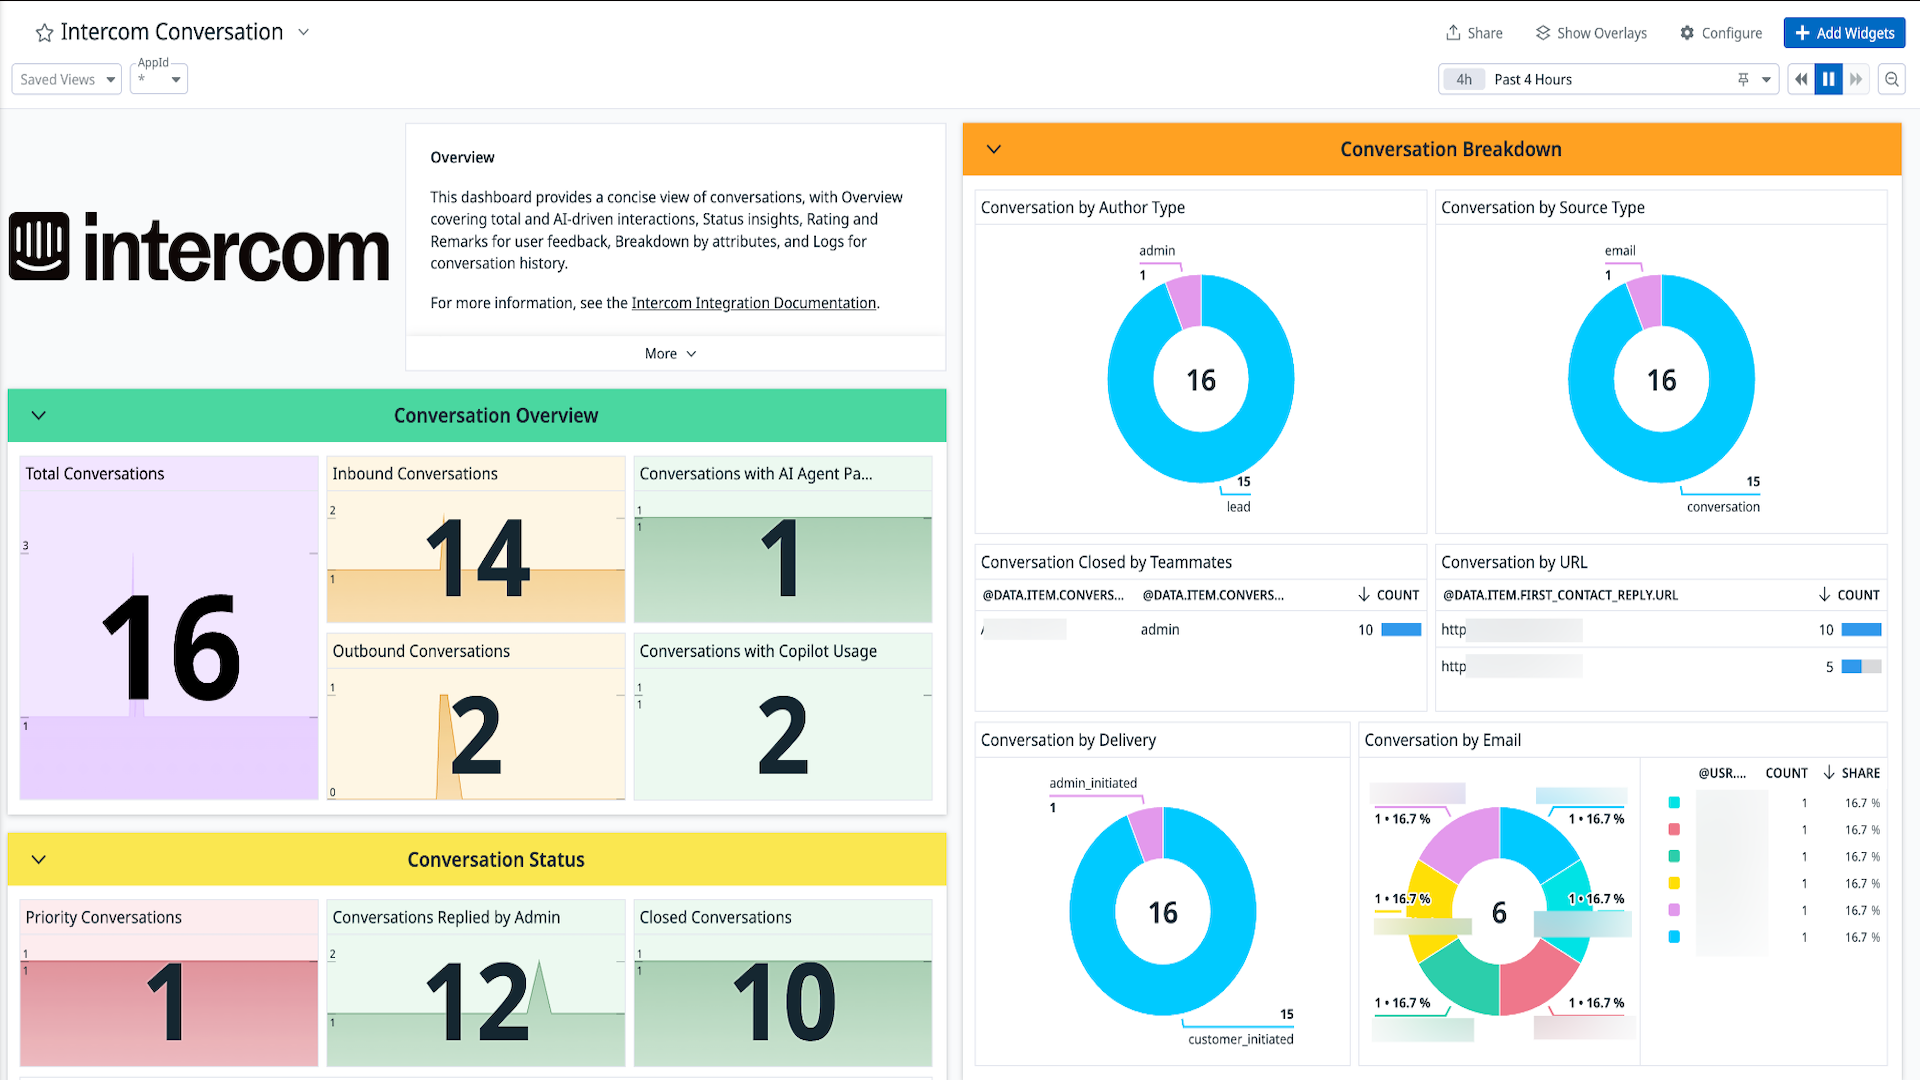 Intercom Conversation
Share
Show Overlays
Configure
Add Widgets
Saved Views
AppId
*
4h
Past 4 Hours
intercom
Overview
This dashboard provides a concise view of conversations, with Overview
covering total and AI-driven interactions, Status insights, Rating and
Remarks for user feedback, Breakdown by attributes, and Logs for
conversation history.
For more information, see the Intercom Integration Documentation.
More
Conversation Overview
Total Conversations
3
16
1
Inbound Conversations
2
14
1
Conversations with AI Agent Pa...
1
1
1
Outbound Conversations
1
2
0
Conversations with Copilot Usage
1
1
2
Conversation Status
Priority Conversations
1
1
1
Conversations Replied by Admin
2
12
1
Closed Conversations
1
1
10
Conversation Breakdown
Conversation by Author Type
admin
1
16
15
lead
Conversation by Source Type
email
1
16
15
conversation
Conversation Closed by Teammates
@DATA.ITEM.CONVERS... @DATA.ITEM.CONVERS... COUNT
admin 10
Conversation by URL
@DATA.ITEM.FIRST_CONTACT_REPLY.URL COUNT
http 10
http 5
Conversation by Delivery
admin_initiated
1
16
15
customer_initiated
Conversation by Email
1 • 16.7 %
1 • 16.7 %
1 • 16.7 %
1 • 16.7 %
6
1 • 16.7 %
1 • 16.7 %
@USR.... COUNT SHARE
1 16.7 %
1 16.7 %
1 16.7 %
1 16.7 %
1 16.7 %
1 16.7 %